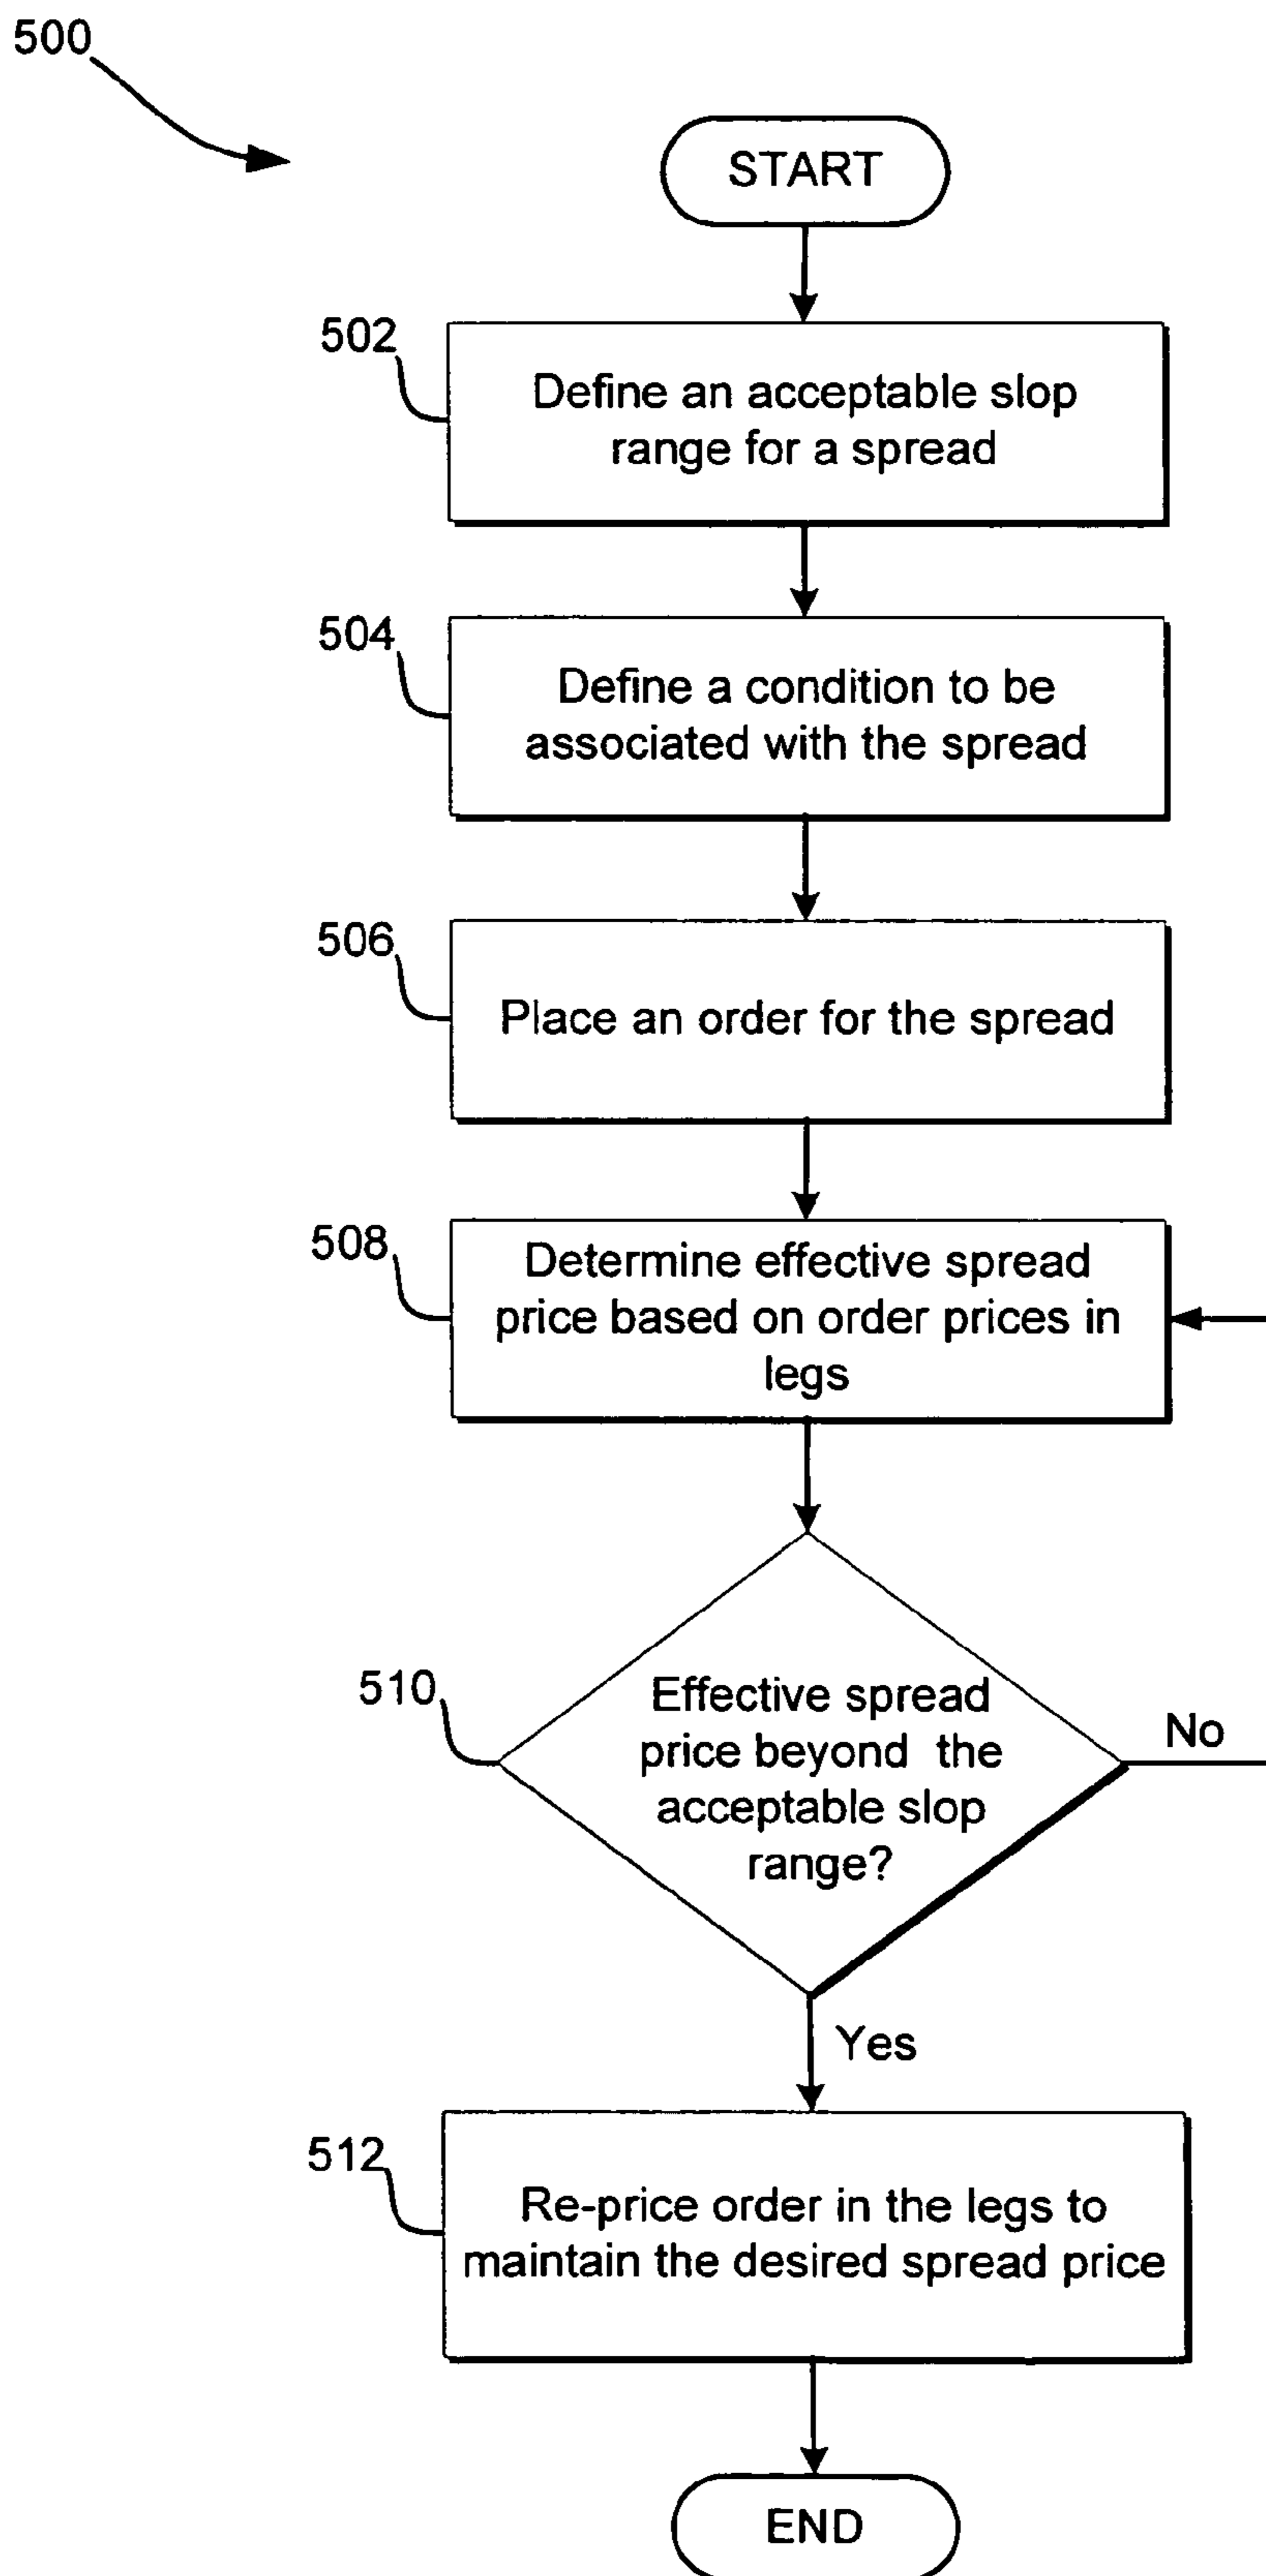 500
START
502
Define an acceptable slop
range for a spread
504
Define a condition to be
associated with the spread
506
Place an order for the spread
508
Determine effective spread
price based on order prices in
legs
510
Effective spread
price beyond the
acceptable slop
range?
No
Yes
512
Re-price order in the legs to
maintain the desired spread price
END